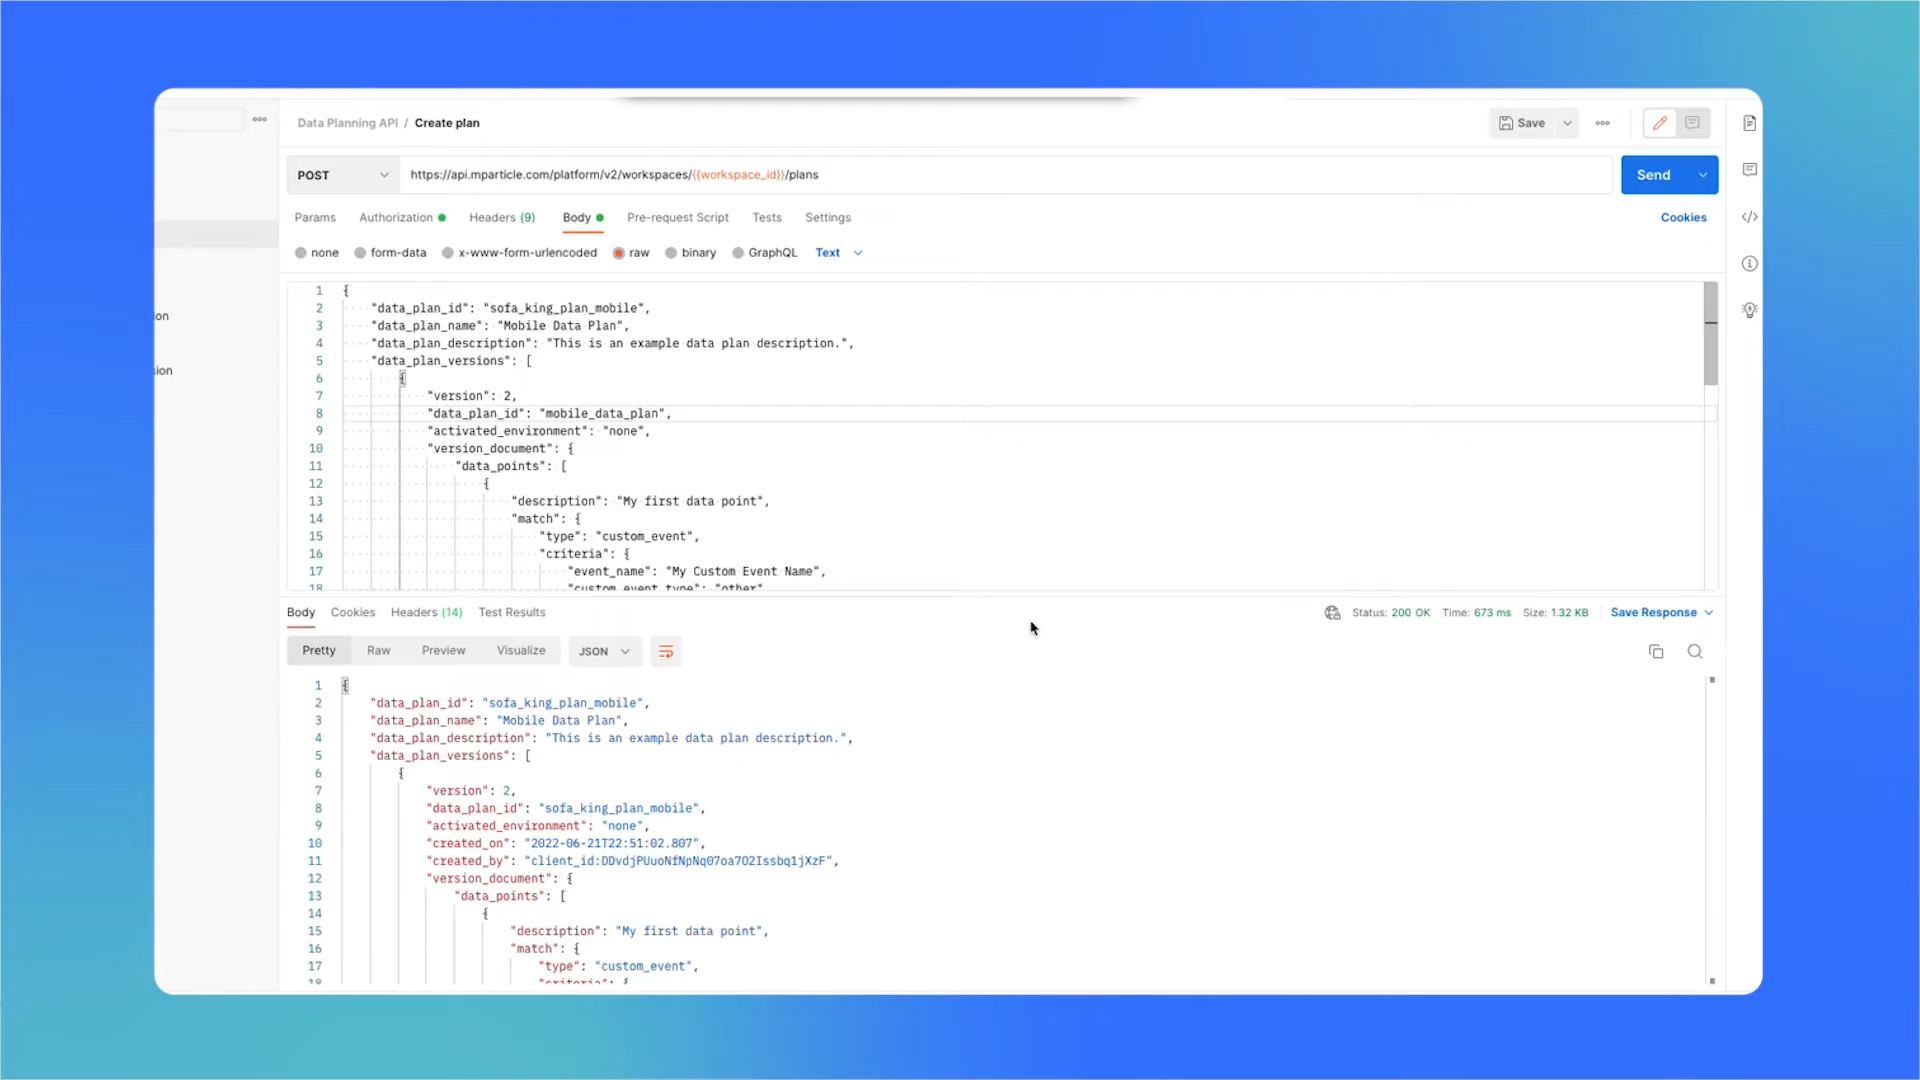 Data Planning API / Create plan
Save
POST
https://api.mparticle.com/platform/v2/workspaces/{{workspace_id}}/plans
Send
Params Authorization Headers (9) Body Pre-request Script Tests Settings Cookies
none form-data x-www-form-urlencoded raw binary GraphQL Text
on
sion
1 {
2 "data_plan_id": "sofa_king_plan_mobile",
3 "data_plan_name": "Mobile Data Plan",
4 "data_plan_description": "This is an example data plan description.",
5 "data_plan_versions": [
6 {
7 "version": 2,
8 "data_plan_id": "mobile_data_plan",
9 "activated_environment": "none",
10 "version_document": {
11 "data_points": [
12 {
13 "description": "My first data point",
14 "match": {
15 "type": "custom_event",
16 "criteria": {
17 "event_name": "My Custom Event Name",
18 "custom_event_type": "other"
Body Cookies Headers (14) Test Results Status: 200 OK Time: 673 ms Size: 1.32 KB Save Response
Pretty Raw Preview Visualize JSON
1 {
2 "data_plan_id": "sofa_king_plan_mobile",
3 "data_plan_name": "Mobile Data Plan",
4 "data_plan_description": "This is an example data plan description.",
5 "data_plan_versions": [
6 {
7 "version": 2,
8 "data_plan_id": "sofa_king_plan_mobile",
9 "activated_environment": "none",
10 "created_on": "2022-06-21T22:51:02.807",
11 "created_by": "client_id:DDvdjPUuoNfNpNq07oa7O2Issbq1jXzF",
12 "version_document": {
13 "data_points": [
14 {
15 "description": "My first data point",
16 "match": {
17 "type": "custom_event",
18 "criteria": {